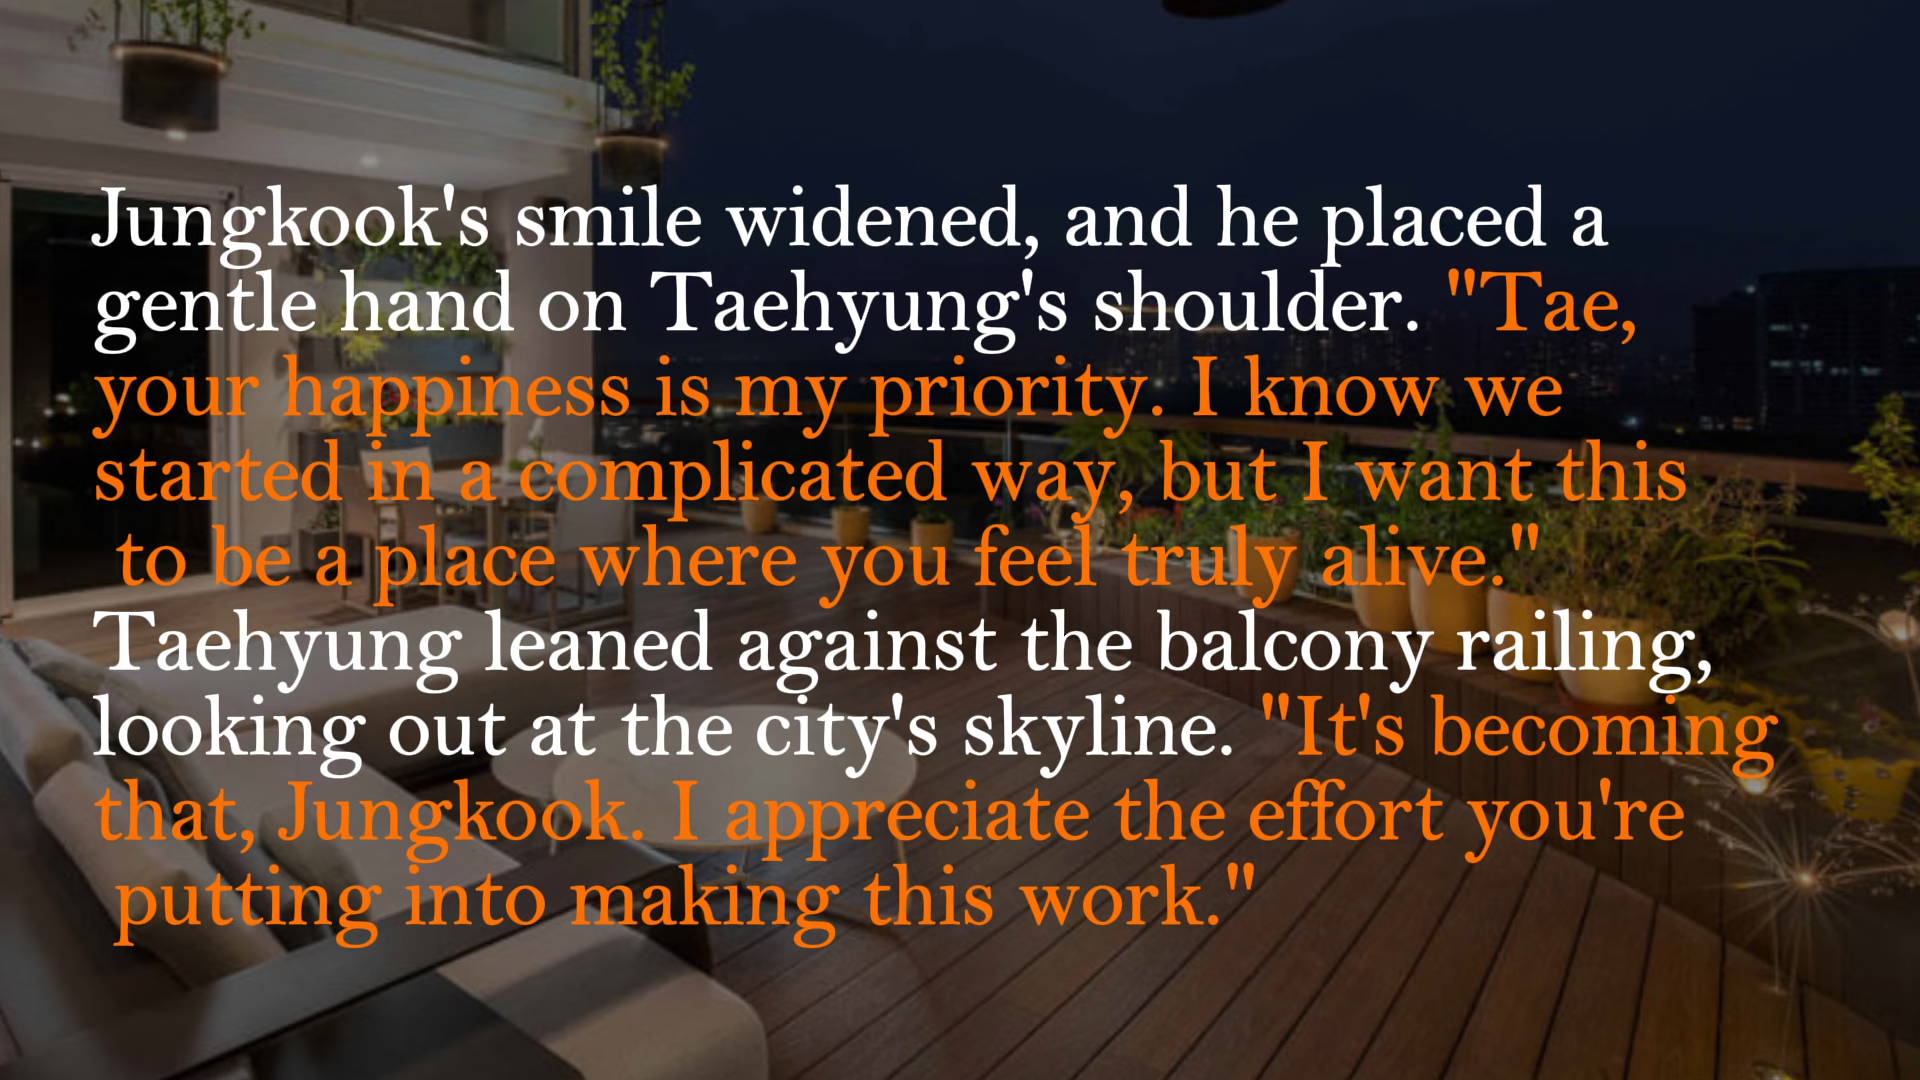 Jungkook's smile widened, and he placed a
gentle hand on Taehyung's shoulder. "Tae,
your happiness is my priority. I know we
started in a complicated way, but I want this
to be a place where you feel truly alive."
Taehyung leaned against the balcony railing,
looking out at the city's skyline. "It's becoming
that, Jungkook. I appreciate the effort you're
putting into making this work."